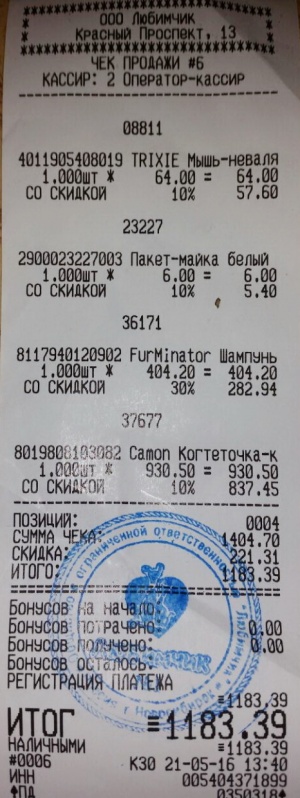 ООО Любимчик
Красный Проспект, 13
ЧЕК ПРОДАЖИ #6
КАССИР: 2 Оператор-кассир
08811
4011905408019 TRIXIE Мышь-неваля
1.000шт * 64.00 = 64.00
СО СКИДКОЙ 10% 57.60
23227
2900023227003 Пакет-майка белый
1.000шт * 6.00 = 6.00
СО СКИДКОЙ 10% 5.40
36171
8117940120902 FurMinator Шампунь
1.000шт * 404.20 = 404.20
СО СКИДКОЙ 30% 282.94
37677
8019808103082 Camon Когтеточка-к
1.000шт * 930.50 = 930.50
СО СКИДКОЙ 10% 837.45
ПОЗИЦИЙ: 0004
СУММА ЧЕКА: 1404.70
СКИДКА: 221.31
ИТОГО: 1183.39
ограниченной ответственн
Бонусов на начало:
Бонусов потрачено: 0.00
Бонусов получено: 0.00
Бонусов осталось:
РЕГИСТРАЦИЯ ПЛАТЕЖА
≡1183.39
ИТОГ ≡1183.39
НАЛИЧНЫМИ ≡1183.39
#0006 К30 21-05-16 13:40
ИНН 005404371899